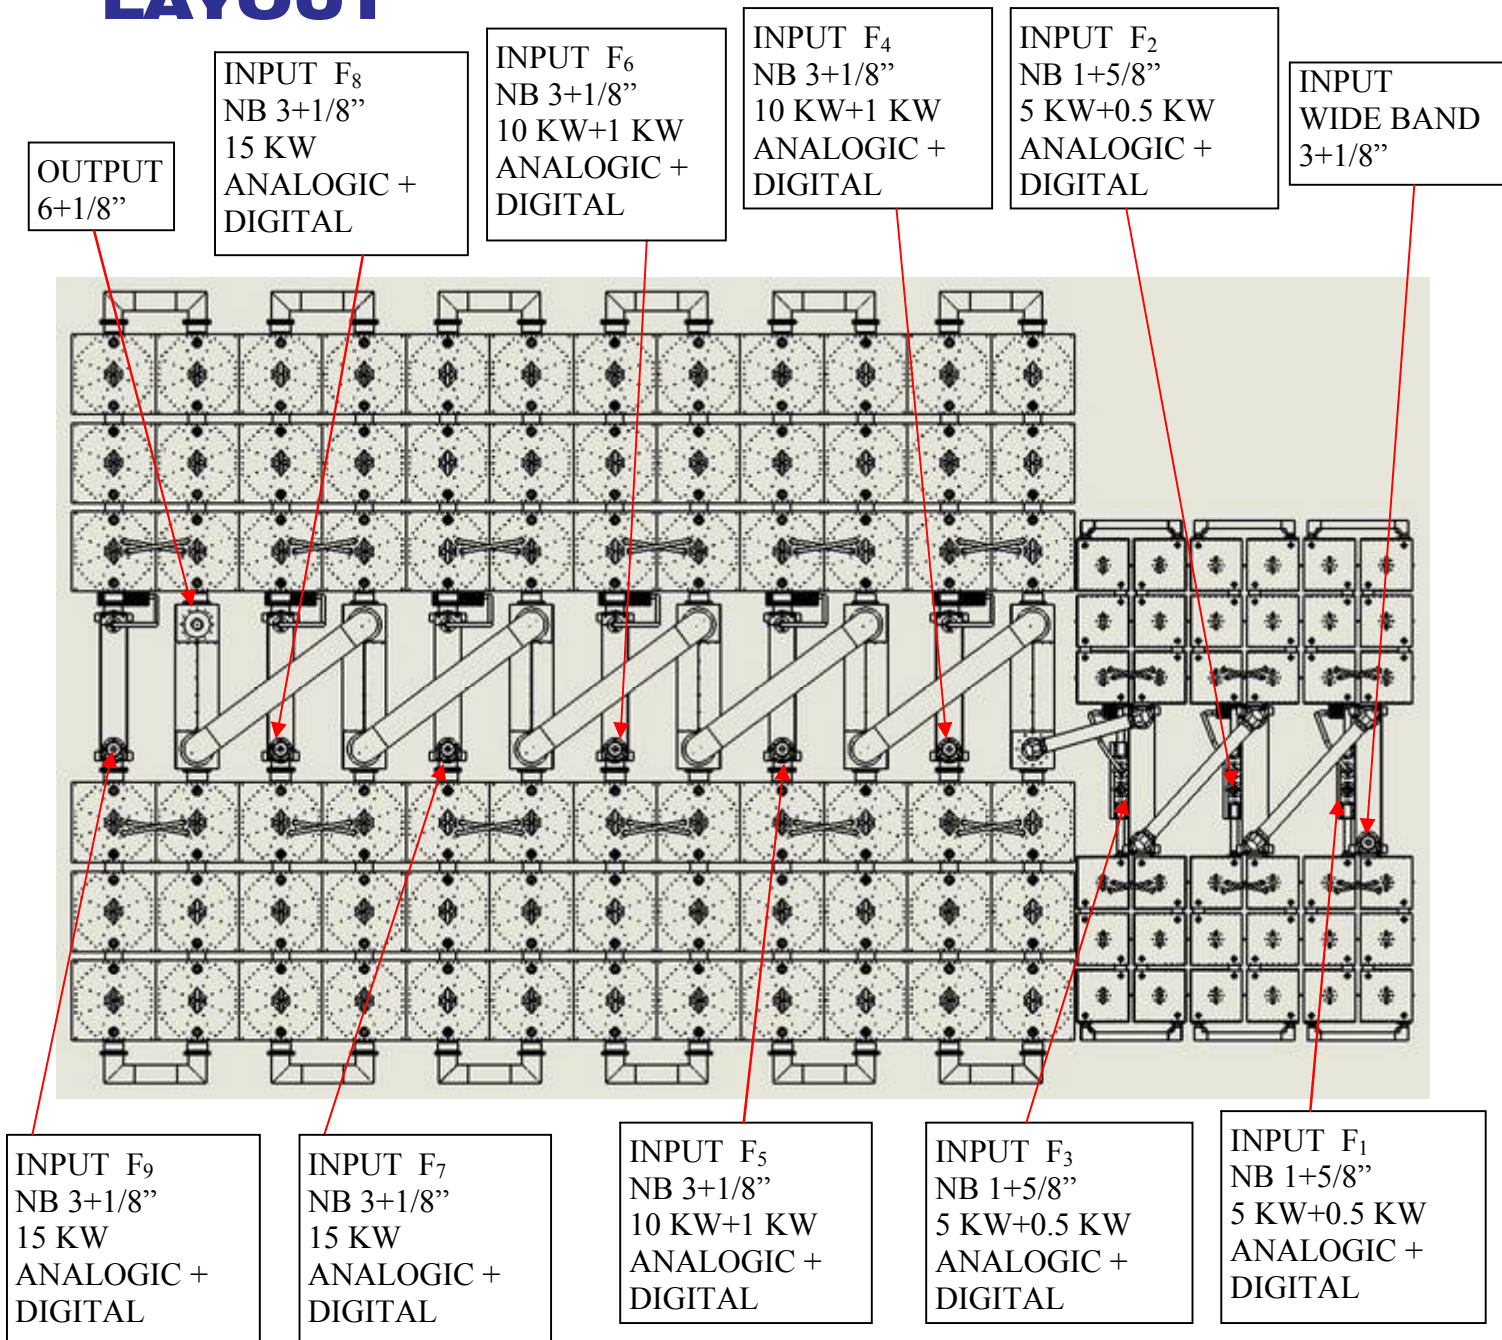 LAYOUT
OUTPUT
6+1/8”
INPUT F₈
NB 3+1/8”
15 KW
ANALOGIC +
DIGITAL
INPUT F₆
NB 3+1/8”
10 KW+1 KW
ANALOGIC +
DIGITAL
INPUT F₄
NB 3+1/8”
10 KW+1 KW
ANALOGIC +
DIGITAL
INPUT F₂
NB 1+5/8”
5 KW+0.5 KW
ANALOGIC +
DIGITAL
INPUT
WIDE BAND
3+1/8”
INPUT F₉
NB 3+1/8”
15 KW
ANALOGIC +
DIGITAL
INPUT F₇
NB 3+1/8”
15 KW
ANALOGIC +
DIGITAL
INPUT F₅
NB 3+1/8”
10 KW+1 KW
ANALOGIC +
DIGITAL
INPUT F₃
NB 1+5/8”
5 KW+0.5 KW
ANALOGIC +
DIGITAL
INPUT F₁
NB 1+5/8”
5 KW+0.5 KW
ANALOGIC +
DIGITAL